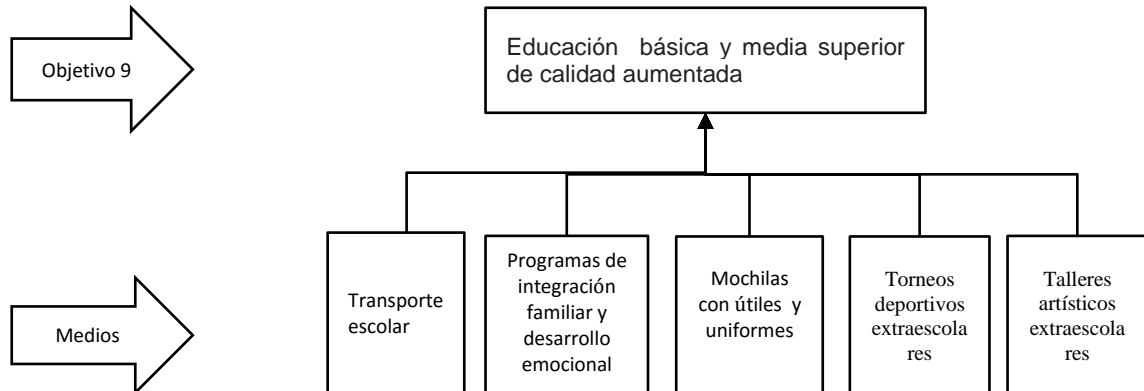 Objetivo 9
Educación básica y media superior
de calidad aumentada
Transporte
escolar
Programas de
integración
familiar y
desarrollo
emocional
Mochilas
con útiles y
uniformes
Torneos
deportivos
extraescola
res
Talleres
artísticos
extraescola
res
Medios